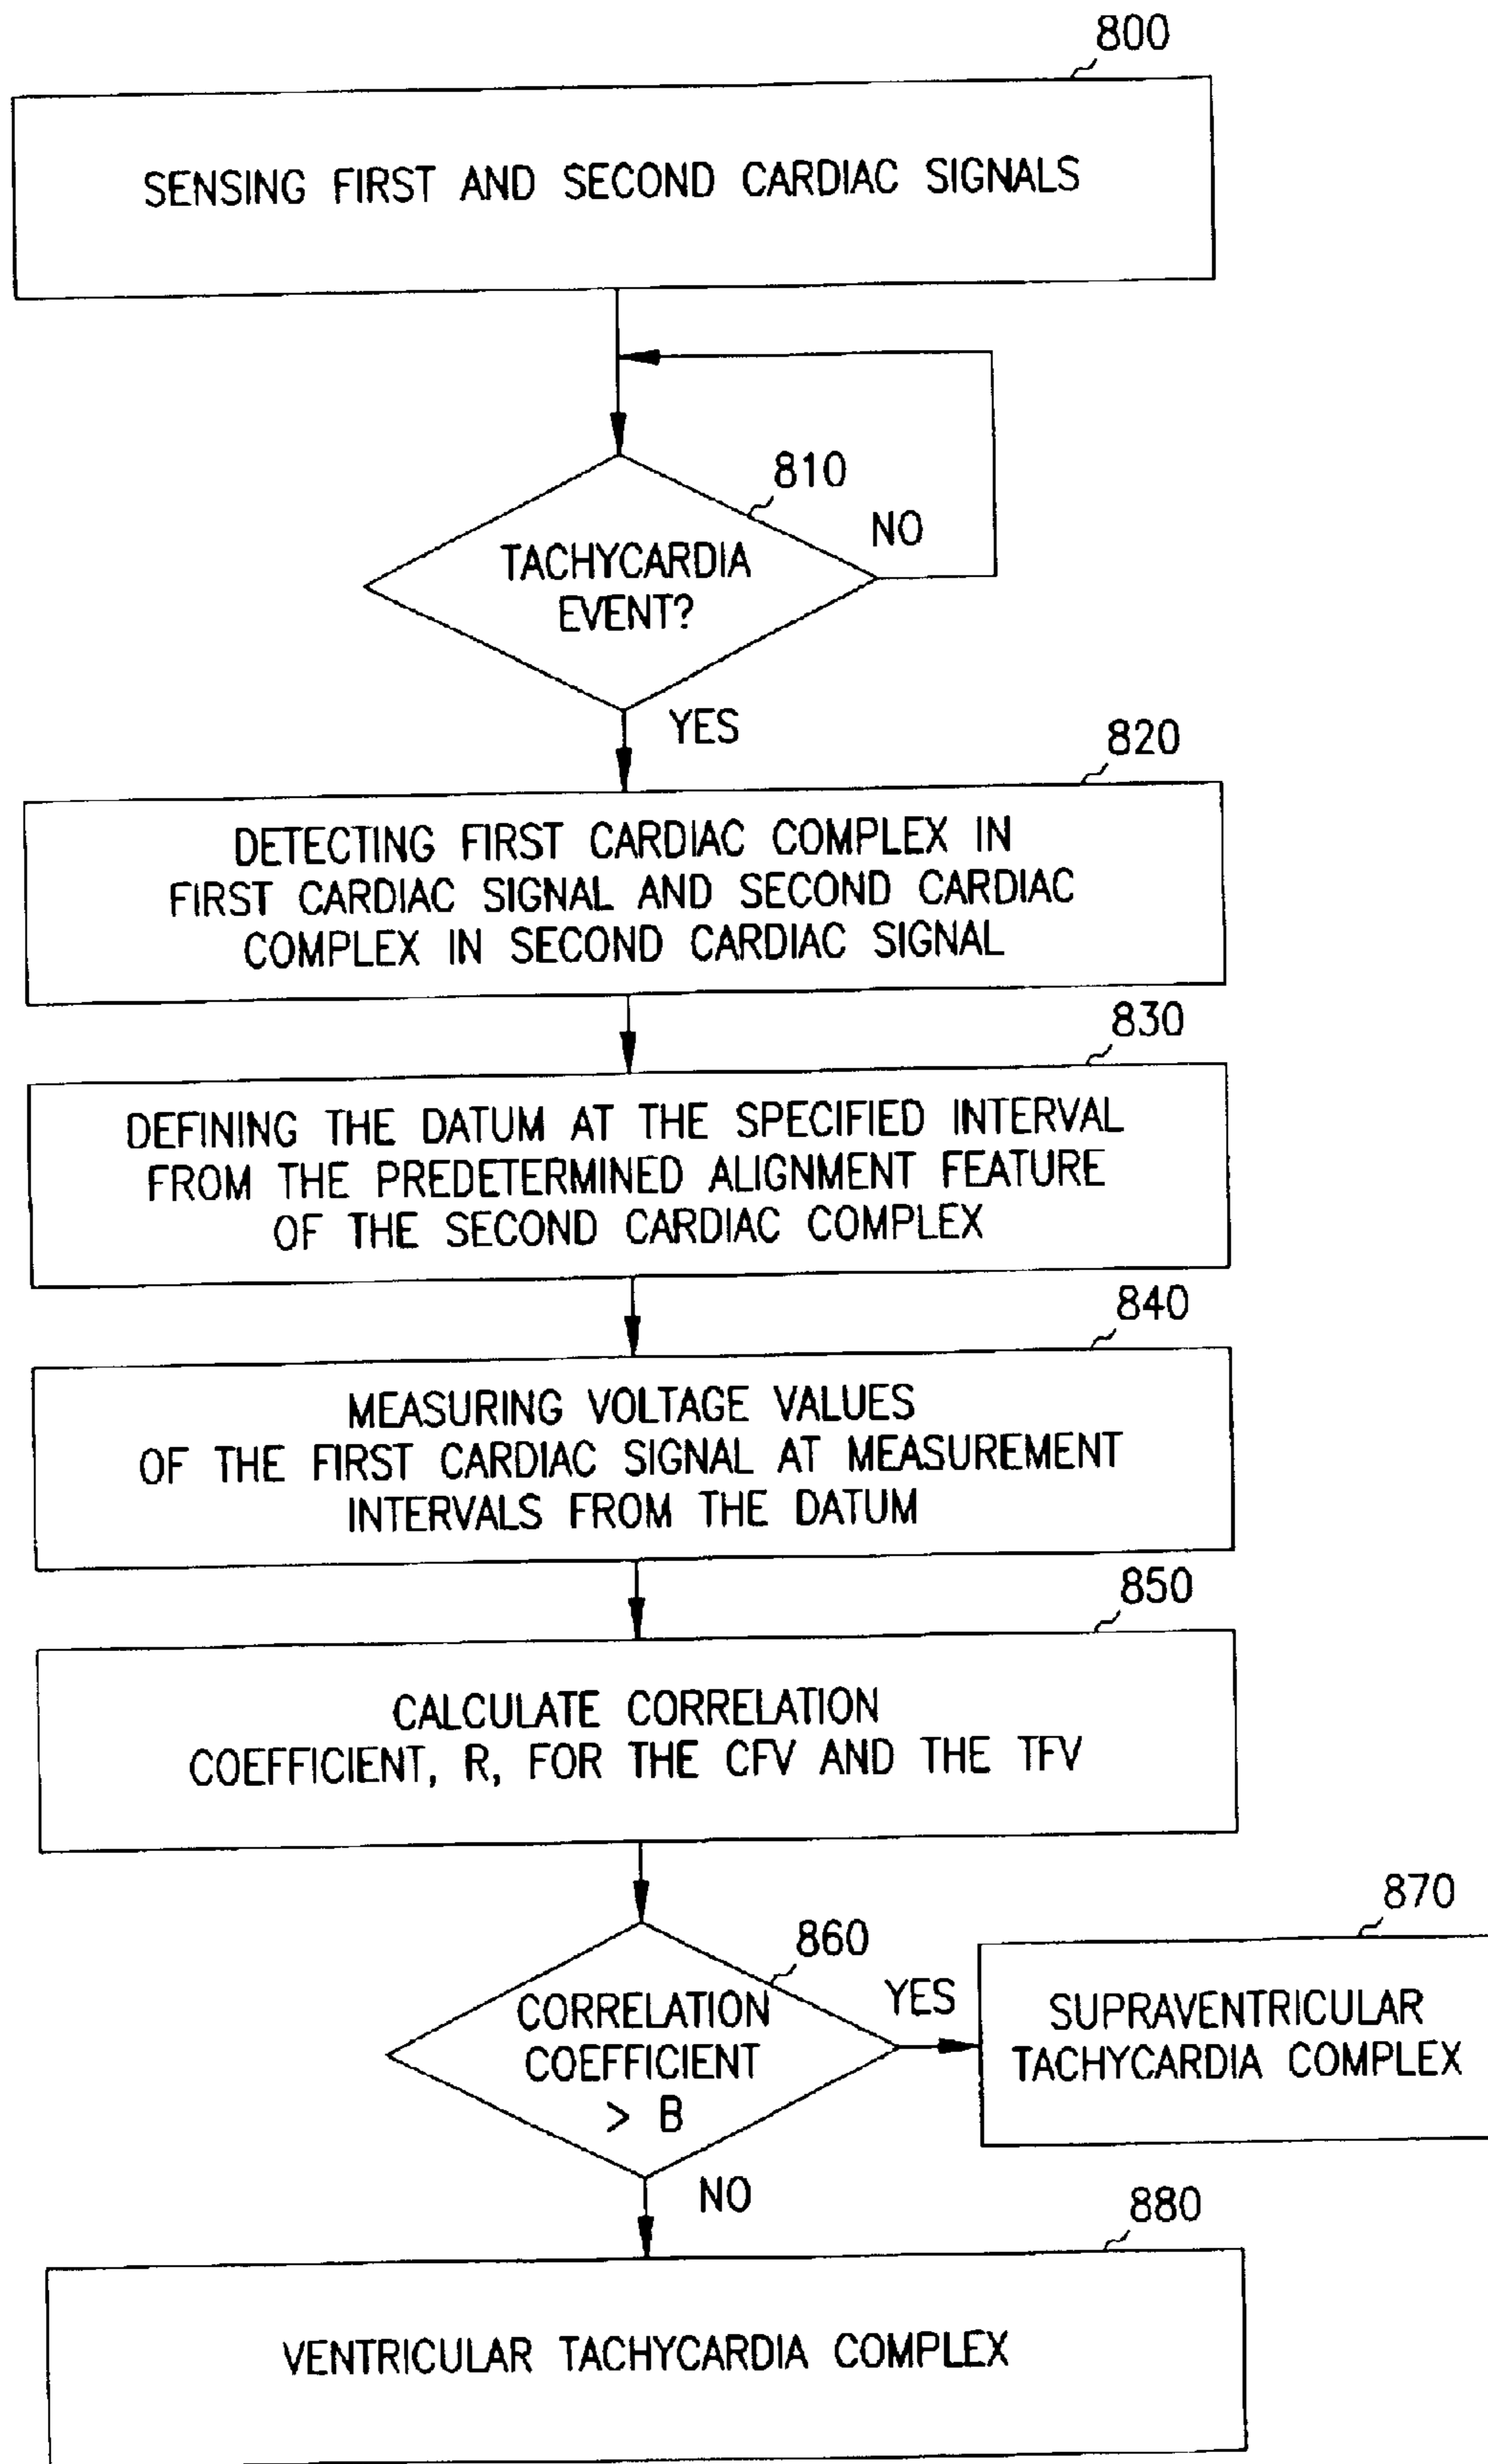 800
SENSING FIRST AND SECOND CARDIAC SIGNALS
810
NO
TACHYCARDIA
EVENT?
YES
820
DETECTING FIRST CARDIAC COMPLEX IN
FIRST CARDIAC SIGNAL AND SECOND CARDIAC
COMPLEX IN SECOND CARDIAC SIGNAL
830
DEFINING THE DATUM AT THE SPECIFIED INTERVAL
FROM THE PREDETERMINED ALIGNMENT FEATURE
OF THE SECOND CARDIAC COMPLEX
840
MEASURING VOLTAGE VALUES
OF THE FIRST CARDIAC SIGNAL AT MEASUREMENT
INTERVALS FROM THE DATUM
850
CALCULATE CORRELATION
COEFFICIENT, R, FOR THE CFV AND THE TFV
860
YES
870
CORRELATION
COEFFICIENT
> B
SUPRAVENTRICULAR
TACHYCARDIA COMPLEX
NO
880
VENTRICULAR TACHYCARDIA COMPLEX